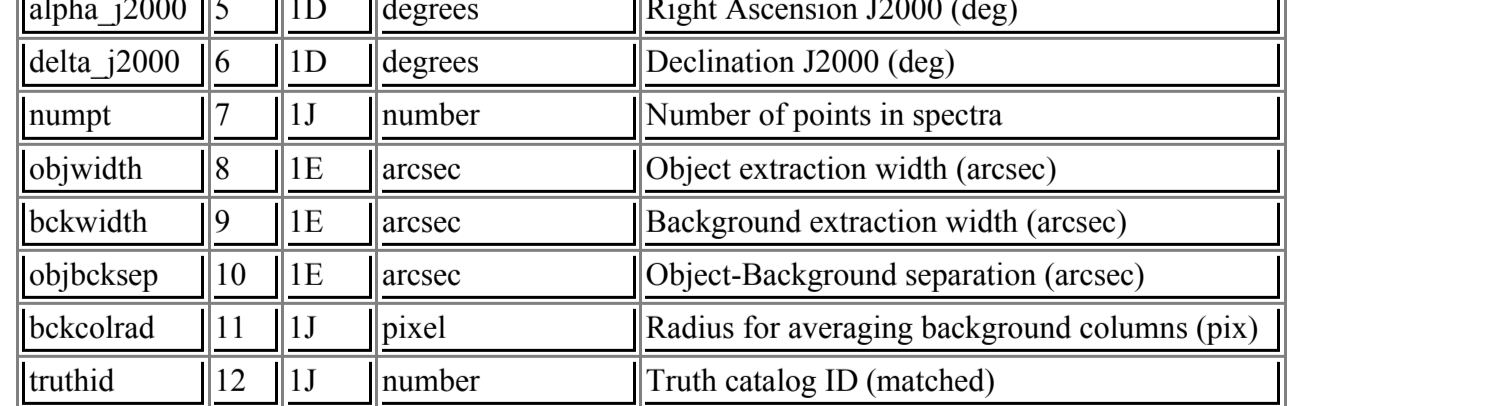 alpha_j2000 5 1D degrees Right Ascension J2000 (deg)
delta_j2000 6 1D degrees Declination J2000 (deg)
numpt 7 1J number Number of points in spectra
objwidth 8 1E arcsec Object extraction width (arcsec)
bckwidth 9 1E arcsec Background extraction width (arcsec)
objbcksep 10 1E arcsec Object-Background separation (arcsec)
bckcolrad 11 1J pixel Radius for averaging background columns (pix)
truthid 12 1J number Truth catalog ID (matched)